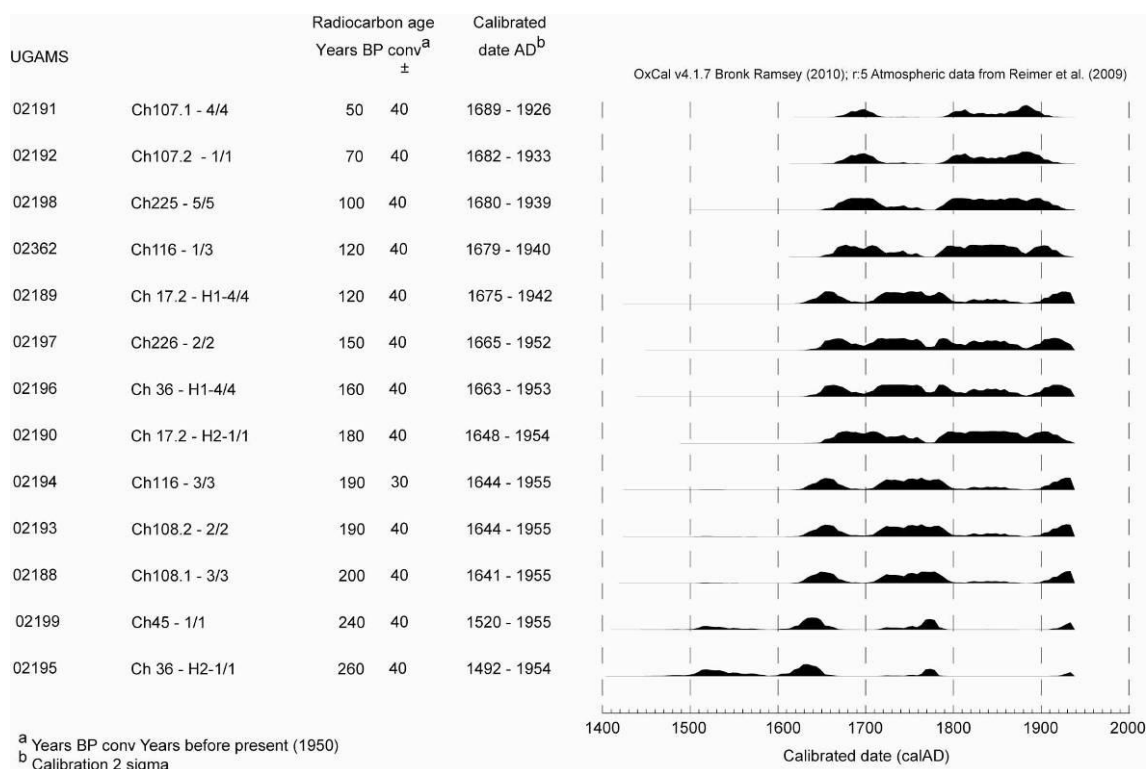 Radiocarbon age Calibrated
UGAMS Years BP conv a date AD b
±
OxCal v4.1.7 Bronk Ramsey (2010); r:5 Atmospheric data from Reimer et al. (2009)
02191 Ch107.1 - 4/4 50 40 1689 - 1926
02192 Ch107.2 - 1/1 70 40 1682 - 1933
02198 Ch225 - 5/5 100 40 1680 - 1939
02362 Ch116 - 1/3 120 40 1679 - 1940
02189 Ch 17.2 - H1-4/4 120 40 1675 - 1942
02197 Ch226 - 2/2 150 40 1665 - 1952
02196 Ch 36 - H1-4/4 160 40 1663 - 1953
02190 Ch 17.2 - H2-1/1 180 40 1648 - 1954
02194 Ch116 - 3/3 190 30 1644 - 1955
02193 Ch108.2 - 2/2 190 40 1644 - 1955
02188 Ch108.1 - 3/3 200 40 1641 - 1955
02199 Ch45 - 1/1 240 40 1520 - 1955
02195 Ch 36 - H2-1/1 260 40 1492 - 1954
1400 1500 1600 1700 1800 1900 2000
Calibrated date (calAD)
a Years BP conv Years before present (1950)
b Calibration 2 sigma